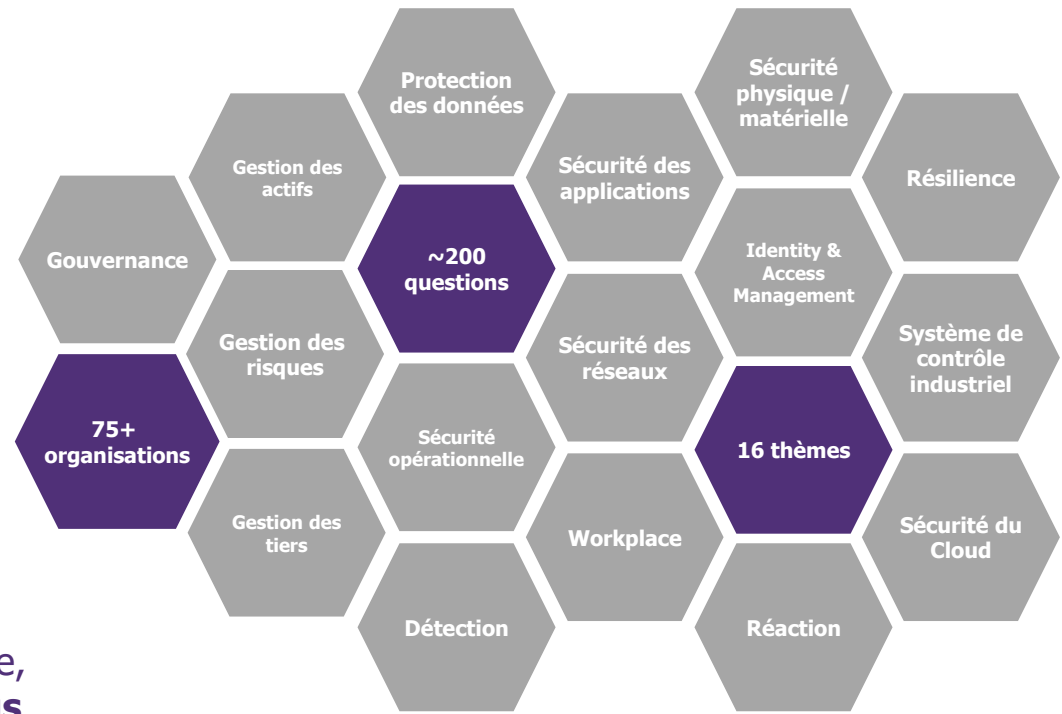 Protection
des données
Sécurité
physique /
matérielle
Gestion des
actifs
Sécurité des
applications
Résilience
Gouvernance
~200
questions
Identity &
Access
Management
Gestion des
risques
Sécurité des
réseaux
Système de
contrôle
industriel
75+
organisations
Sécurité
opérationnelle
16 thèmes
Gestion des
tiers
Workplace
Sécurité du
Cloud
Détection
Réaction
e,
s